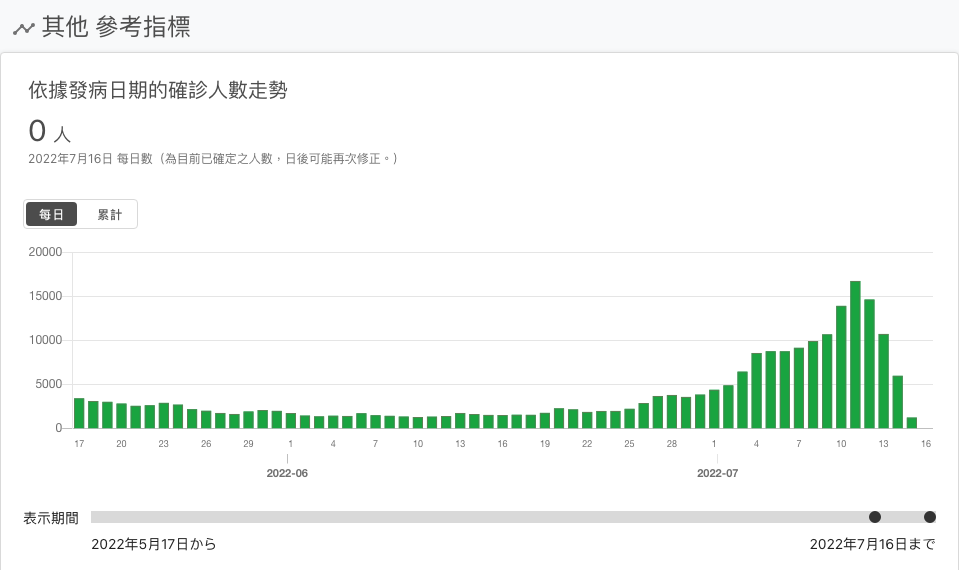 其他 參考指標
依據發病日期的確診人數走勢
0 人
2022年7月16日 每日數（為目前已確定之人數，日後可能再次修正。）
每日 累計
20000
15000
10000
5000
0
17 20 23 26 29 1 4 7 10 13 16 19 22 25 28 1 4 7 10 13 16
2022-06 2022-07
表示期間
2022年5月17日から 2022年7月16日まで